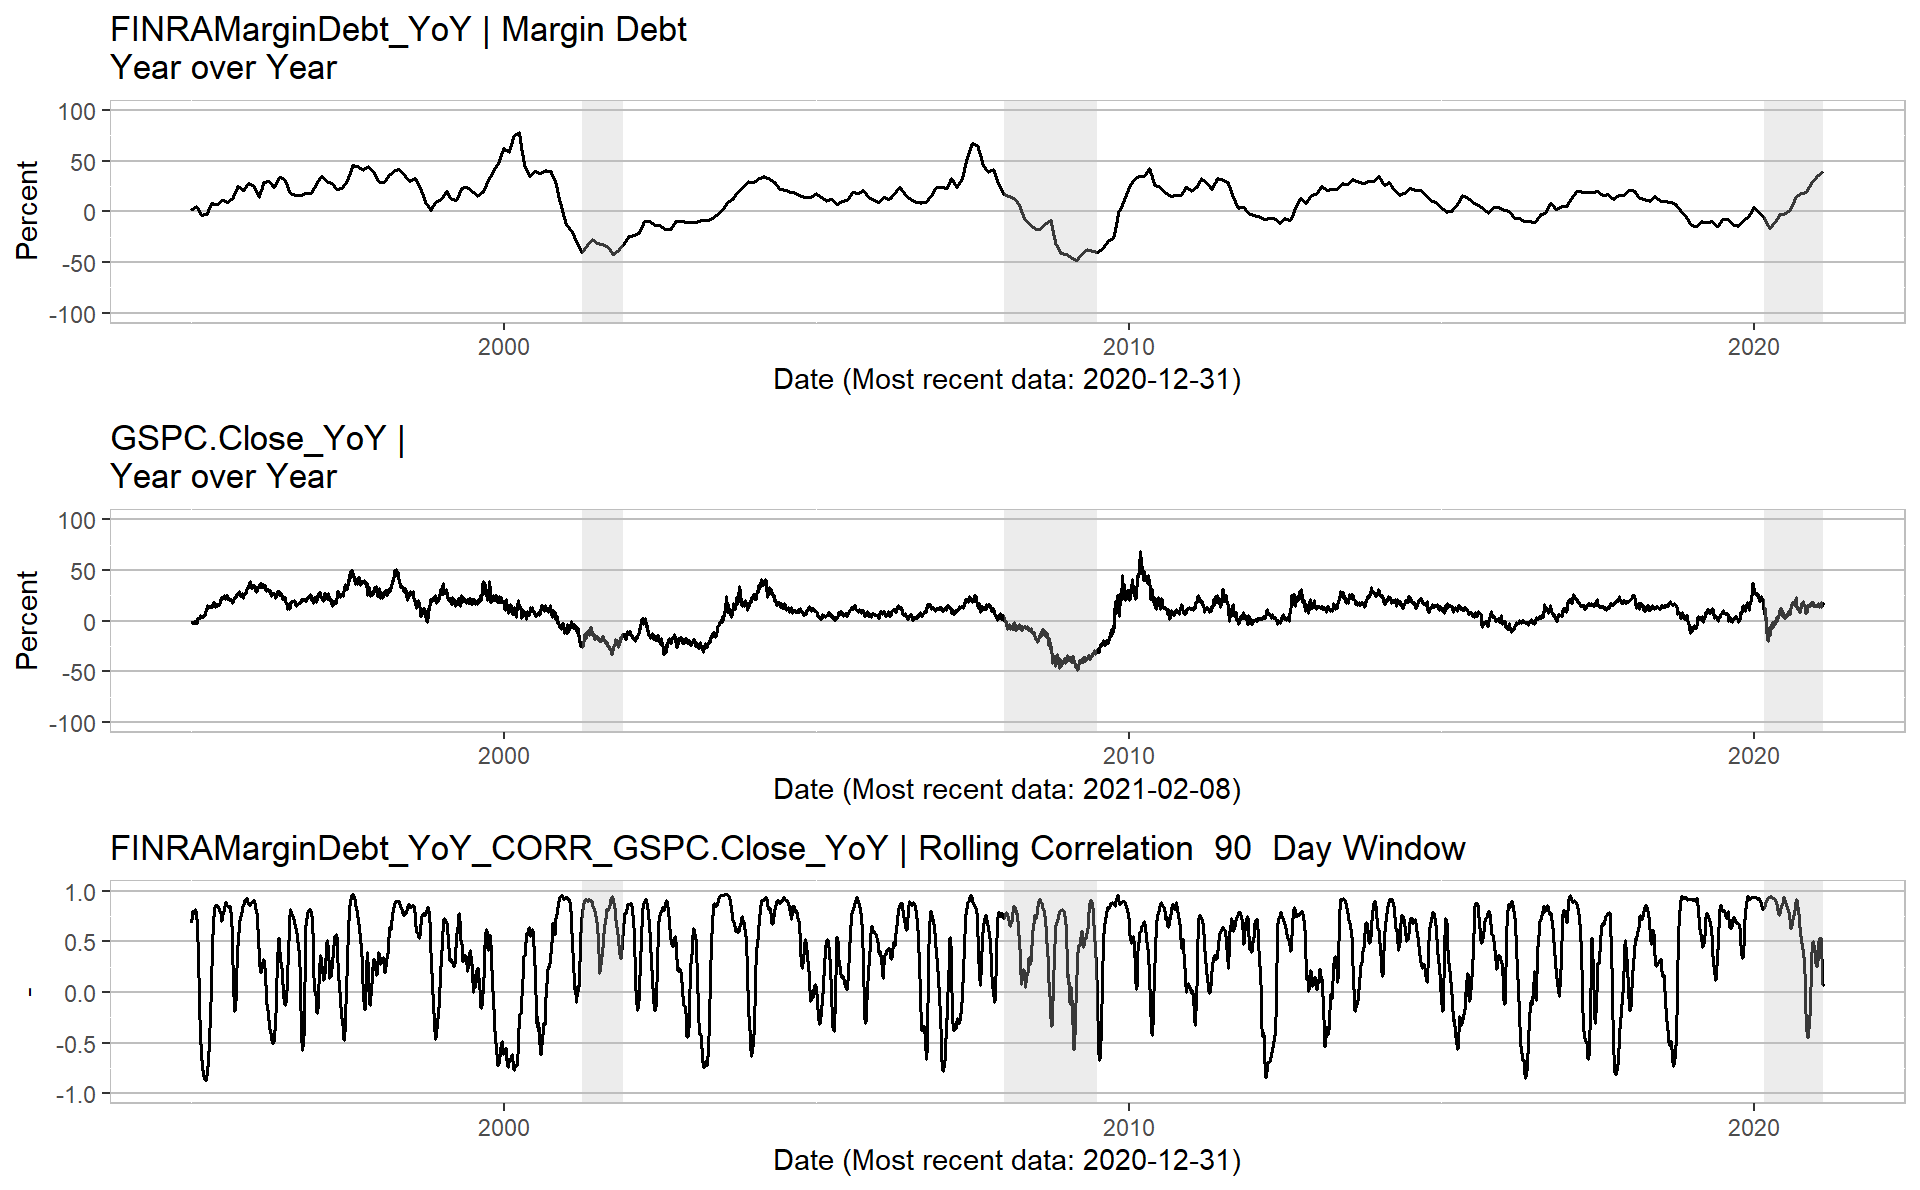 FINRAMarginDebt_YoY | Margin Debt
Year over Year
Percent
100
50
0
-50
-100
2000 2010 2020
Date (Most recent data: 2020-12-31)
GSPC.Close_YoY |
Year over Year
Percent
100
50
0
-50
-100
2000 2010 2020
Date (Most recent data: 2021-02-08)
FINRAMarginDebt_YoY_CORR_GSPC.Close_YoY | Rolling Correlation  90  Day Window
-
1.0
0.5
0.0
-0.5
-1.0
2000 2010 2020
Date (Most recent data: 2020-12-31)